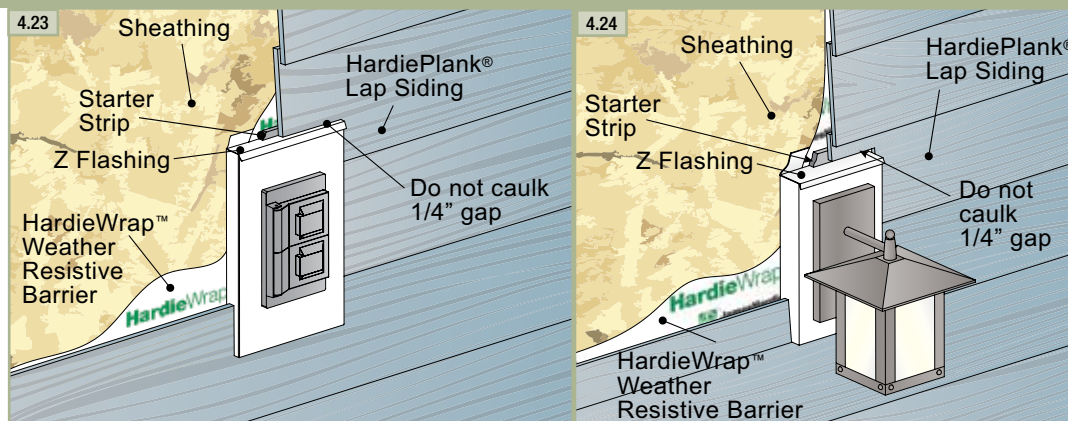 4.23
Sheathing
HardiePlank®
Lap Siding
Starter
Strip
Z Flashing
Do not caulk
1/4” gap
HardieWrap™
Weather
Resistive
Barrier
HardieWrap
4.24
Sheathing
HardiePlank®
Lap Siding
Starter
Strip
Z Flashing
Do not
caulk
1/4” gap
HardieWrap
HardieWrap™
Weather
Resistive Barrier